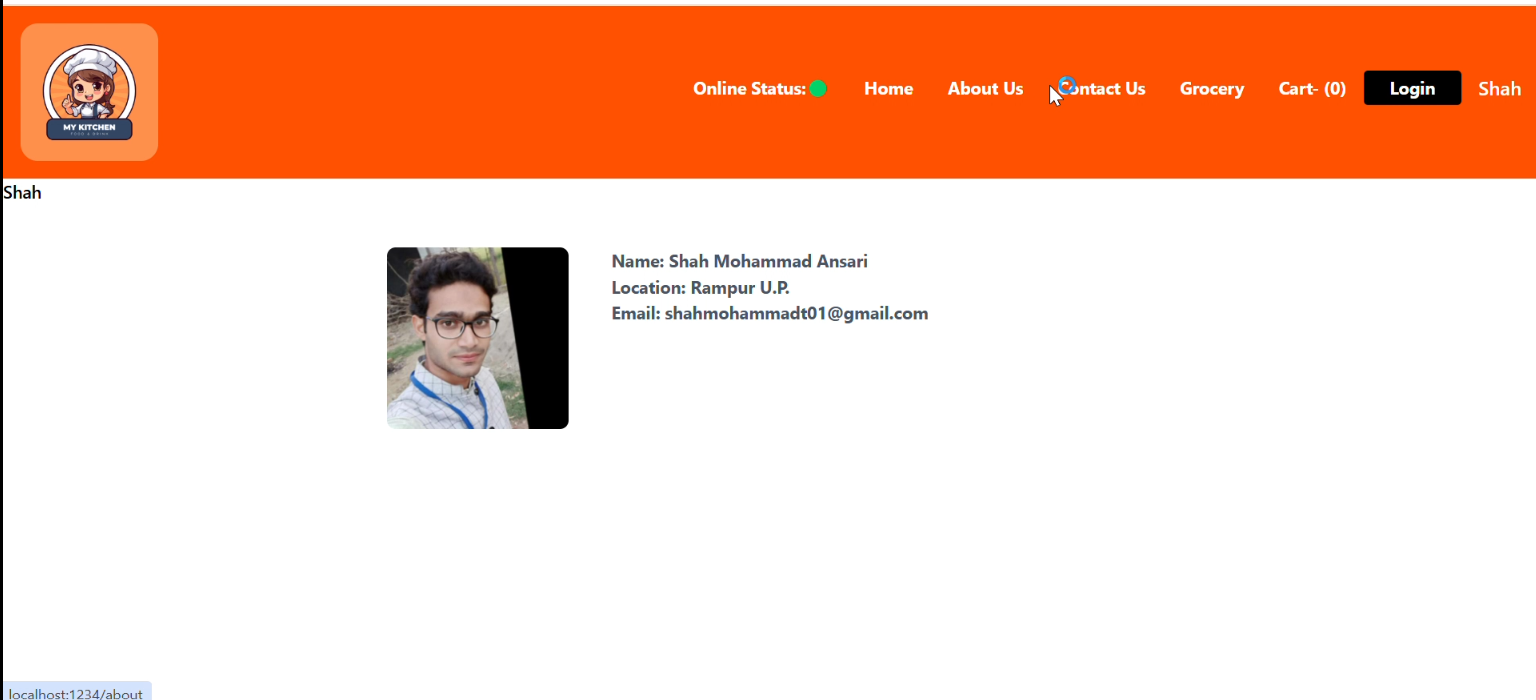 MY KITCHEN
FOOD & DRINK
Online Status: Home About Us Contact Us Grocery Cart- (0) Login Shah
Shah
Name: Shah Mohammad Ansari
Location: Rampur U.P.
Email: shahmohammadt01@gmail.com
localhost:1234/about